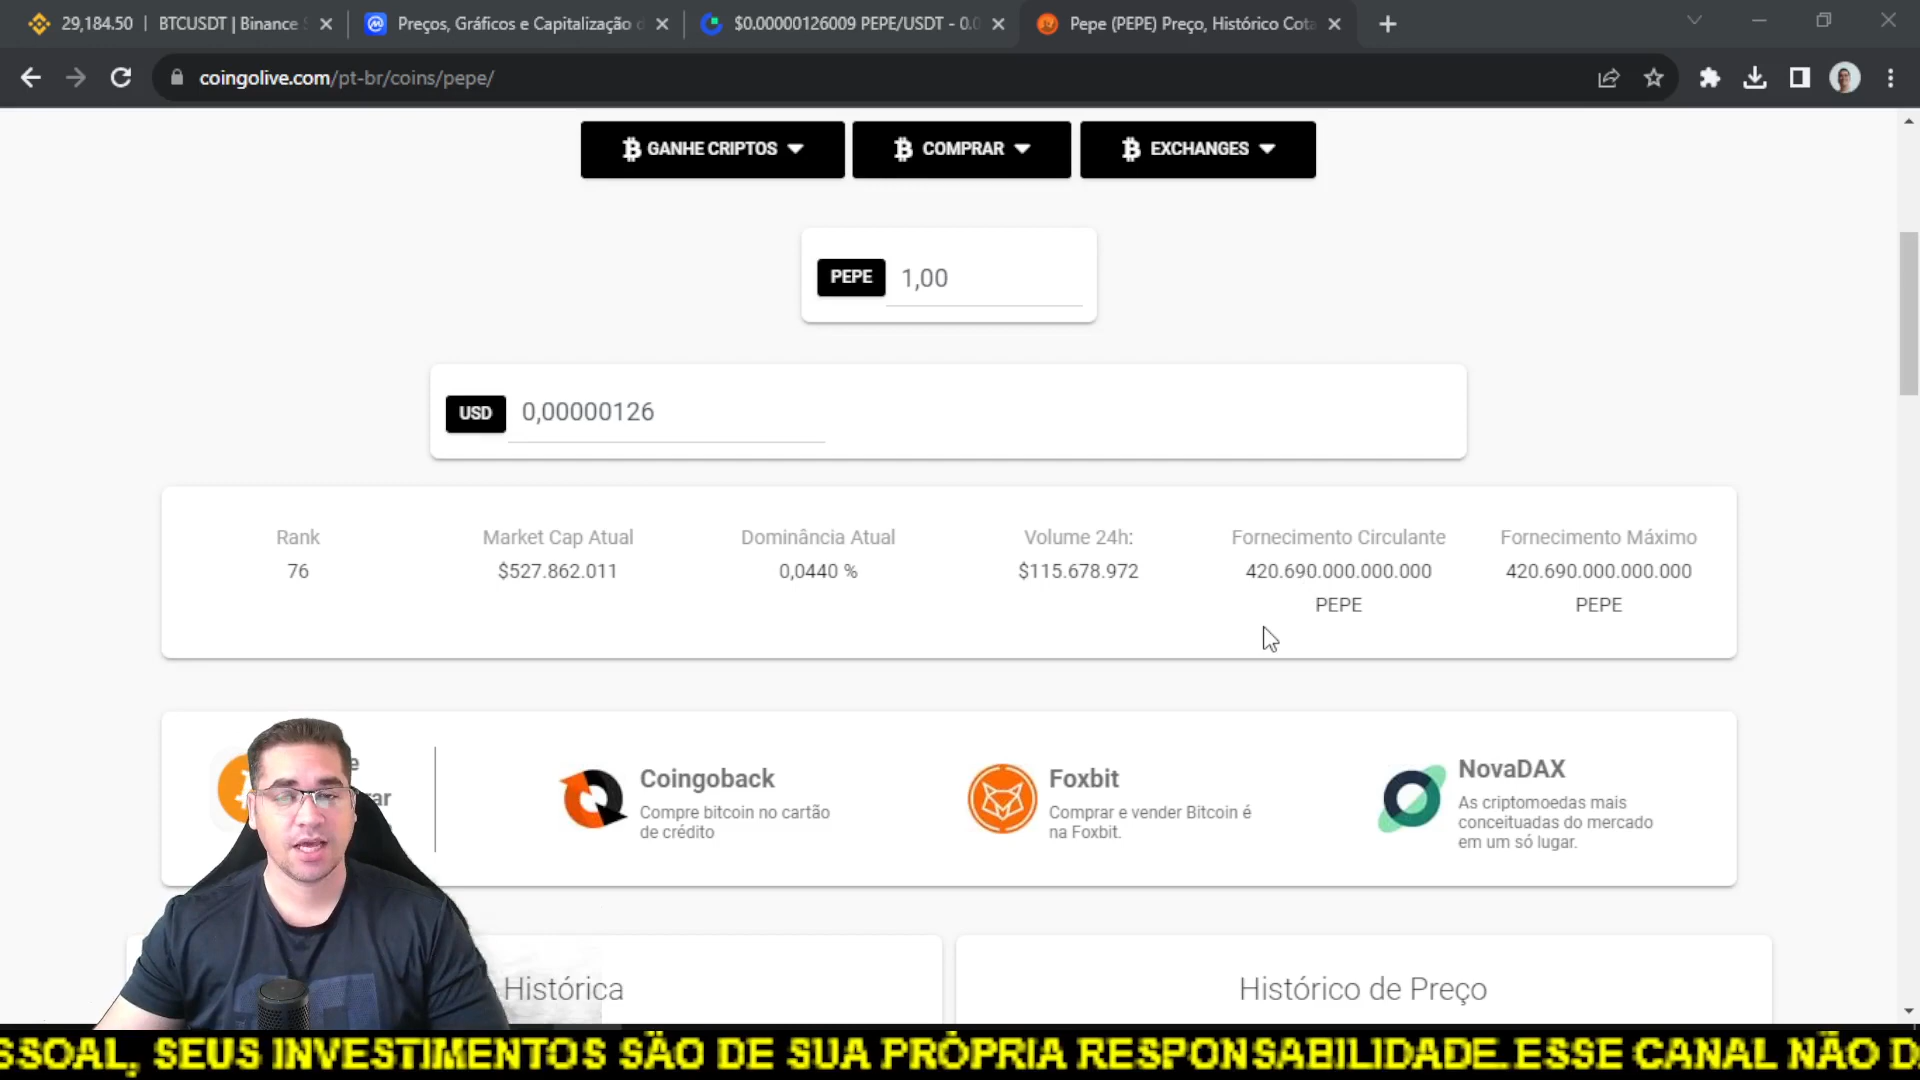 29,184.50 | BTCUSDT | Binance
Preços, Gráficos e Capitalização
$0.00000126009 PEPE/USDT - 0.0
Pepe (PEPE) Preço, Histórico Cota
coingolive.com/pt-br/coins/pepe/
GANHE CRIPTOS
COMPRAR
EXCHANGES
PEPE 1,00
USD 0,00000126
Rank
76
Market Cap Atual
$527.862.011
Dominância Atual
0,0440 %
Volume 24h:
$115.678.972
Fornecimento Circulante
420.690.000.000.000
PEPE
Fornecimento Máximo
420.690.000.000.000
PEPE
Coingoback
Compre bitcoin no cartão
de crédito
Foxbit
Comprar e vender Bitcoin é
na Foxbit.
NovaDAX
As criptomoedas mais
conceituadas do mercado
em um só lugar.
Histórica
Histórico de Preço
SSOAL, SEUS INVESTIMENTOS SÃO DE SUA PRÓPRIA RESPONSABILIDADE.ESSE CANAL NÃO D